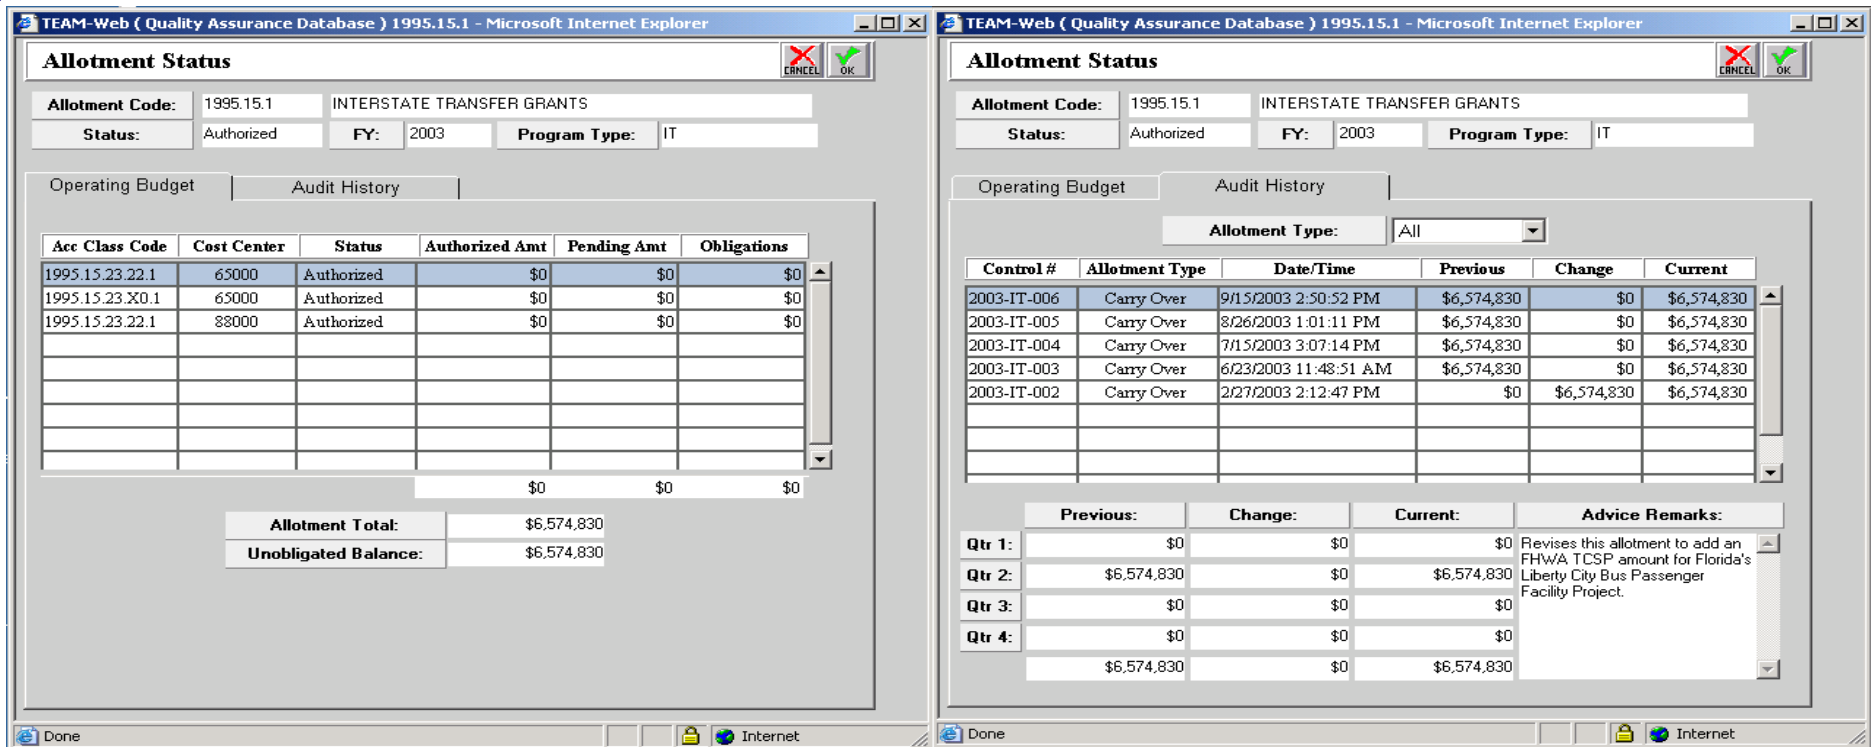 TEAM-Web ( Quality Assurance Database ) 1995.15.1 - Microsoft Internet Explorer
Allotment Status
CANCEL OK
Allotment Code: 1995.15.1 INTERSTATE TRANSFER GRANTS
Status: Authorized FY: 2003 Program Type: IT
Operating Budget Audit History
Acc Class Code Cost Center Status Authorized Amt Pending Amt Obligations
1995.15.23.22.1 65000 Authorized $0 $0 $0
1995.15.23.X0.1 65000 Authorized $0 $0 $0
1995.15.23.22.1 88000 Authorized $0 $0 $0
$0 $0 $0
Allotment Total: $6,574,830
Unobligated Balance: $6,574,830
Done Internet
TEAM-Web ( Quality Assurance Database ) 1995.15.1 - Microsoft Internet Explorer
Allotment Status
CANCEL OK
Allotment Code: 1995.15.1 INTERSTATE TRANSFER GRANTS
Status: Authorized FY: 2003 Program Type: IT
Operating Budget Audit History
Allotment Type: All
Control # Allotment Type Date/Time Previous Change Current
2003-IT-006 Carry Over 9/15/2003 2:50:52 PM $6,574,830 $0 $6,574,830
2003-IT-005 Carry Over 8/26/2003 1:01:11 PM $6,574,830 $0 $6,574,830
2003-IT-004 Carry Over 7/15/2003 3:07:14 PM $6,574,830 $0 $6,574,830
2003-IT-003 Carry Over 6/23/2003 11:48:51 AM $6,574,830 $0 $6,574,830
2003-IT-002 Carry Over 2/27/2003 2:12:47 PM $0 $6,574,830 $6,574,830
Previous: Change: Current: Advice Remarks:
Qtr 1: $0 $0 $0
Qtr 2: $6,574,830 $0 $6,574,830
Qtr 3: $0 $0 $0
Qtr 4: $0 $0 $0
$6,574,830 $0 $6,574,830
Revises this allotment to add an
FHWA TCSP amount for Florida's
Liberty City Bus Passenger
Facility Project.
Done Internet